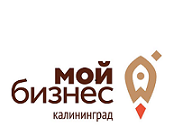 мой
бизнес
калининград